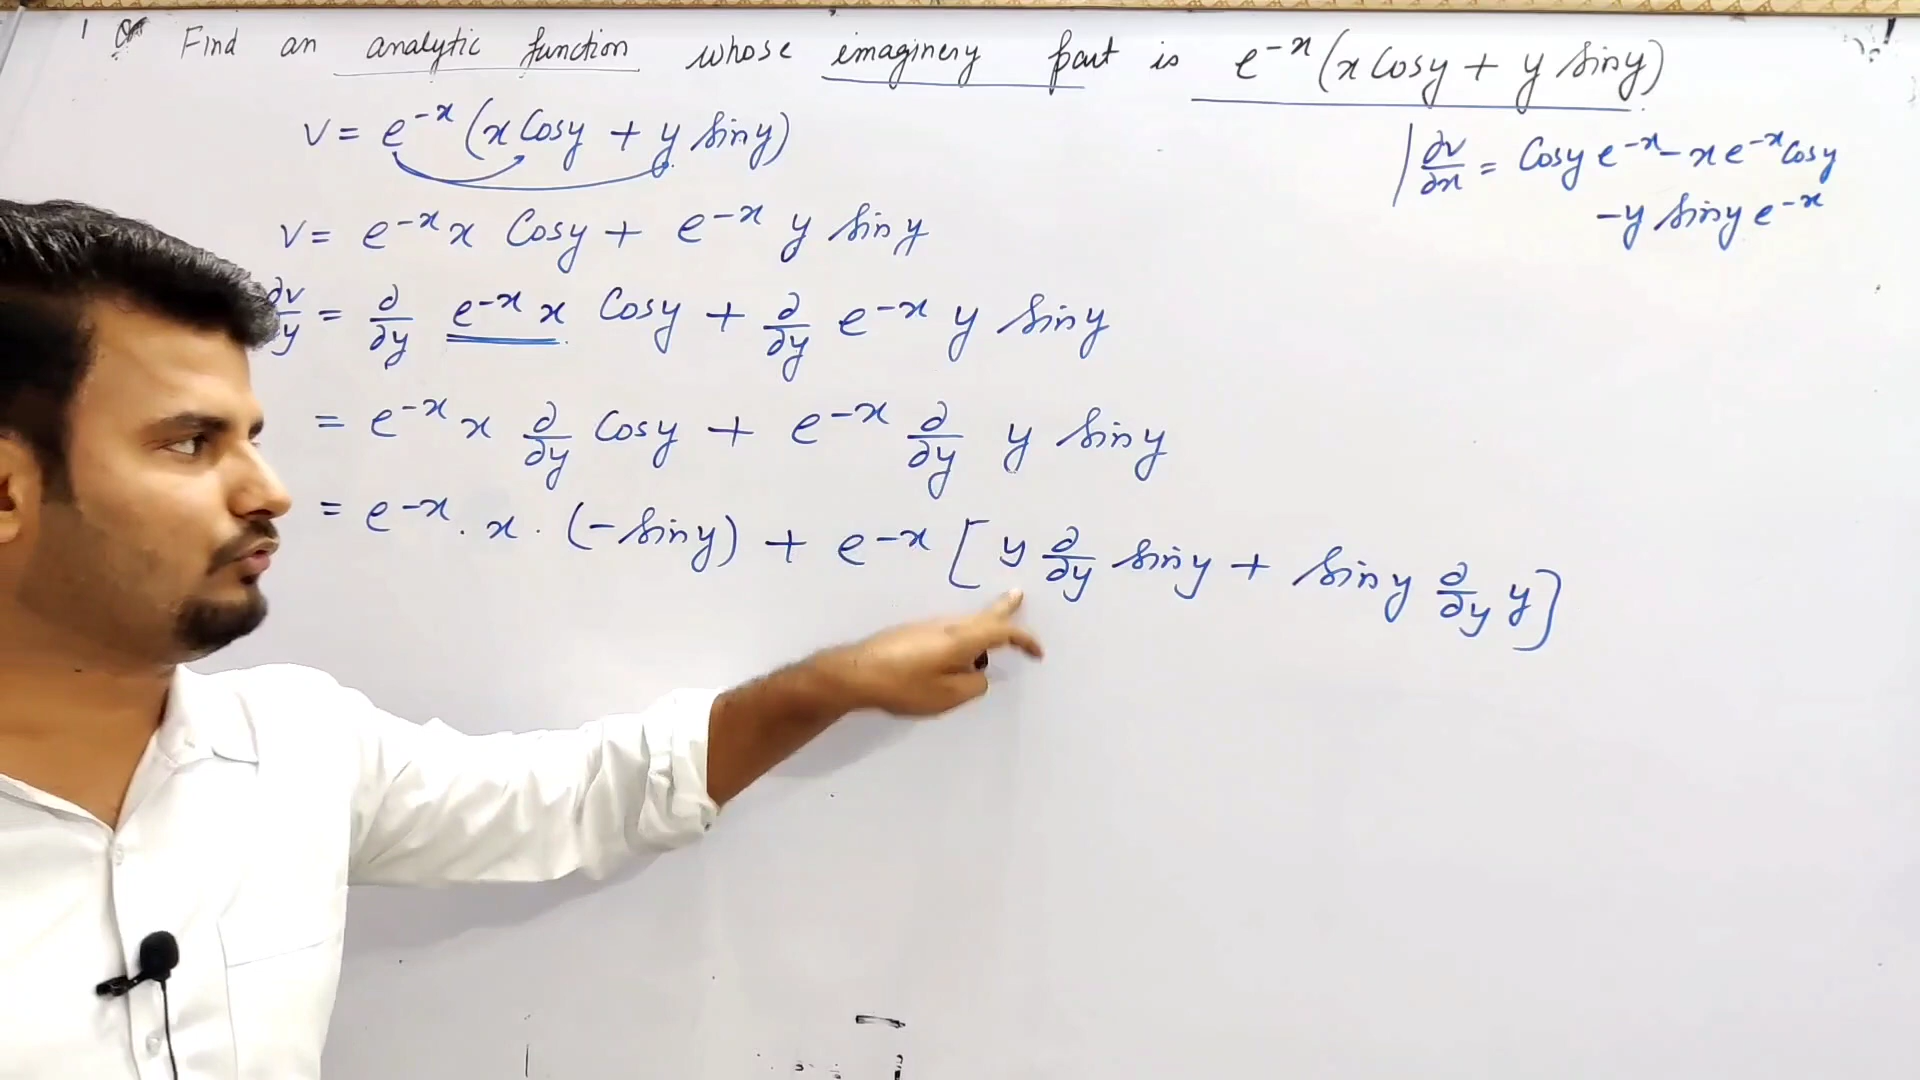 1 Q Find an analytic function whose imaginery part is e^{-x}(x Cosy + y siny)
v = e^{-x}(x Cosy + y siny)
v = e^{-x} x Cosy + e^{-x} y siny
∂v/∂y = ∂/∂y e^{-x} x Cosy + ∂/∂y e^{-x} y siny
= e^{-x} x ∂/∂y Cosy + e^{-x} ∂/∂y y siny
= e^{-x} . x . (-siny) + e^{-x} [y ∂/∂y siny + siny ∂/∂y y]
| ∂v/∂x = Cosy e^{-x} - x e^{-x} Cosy
- y siny e^{-x}